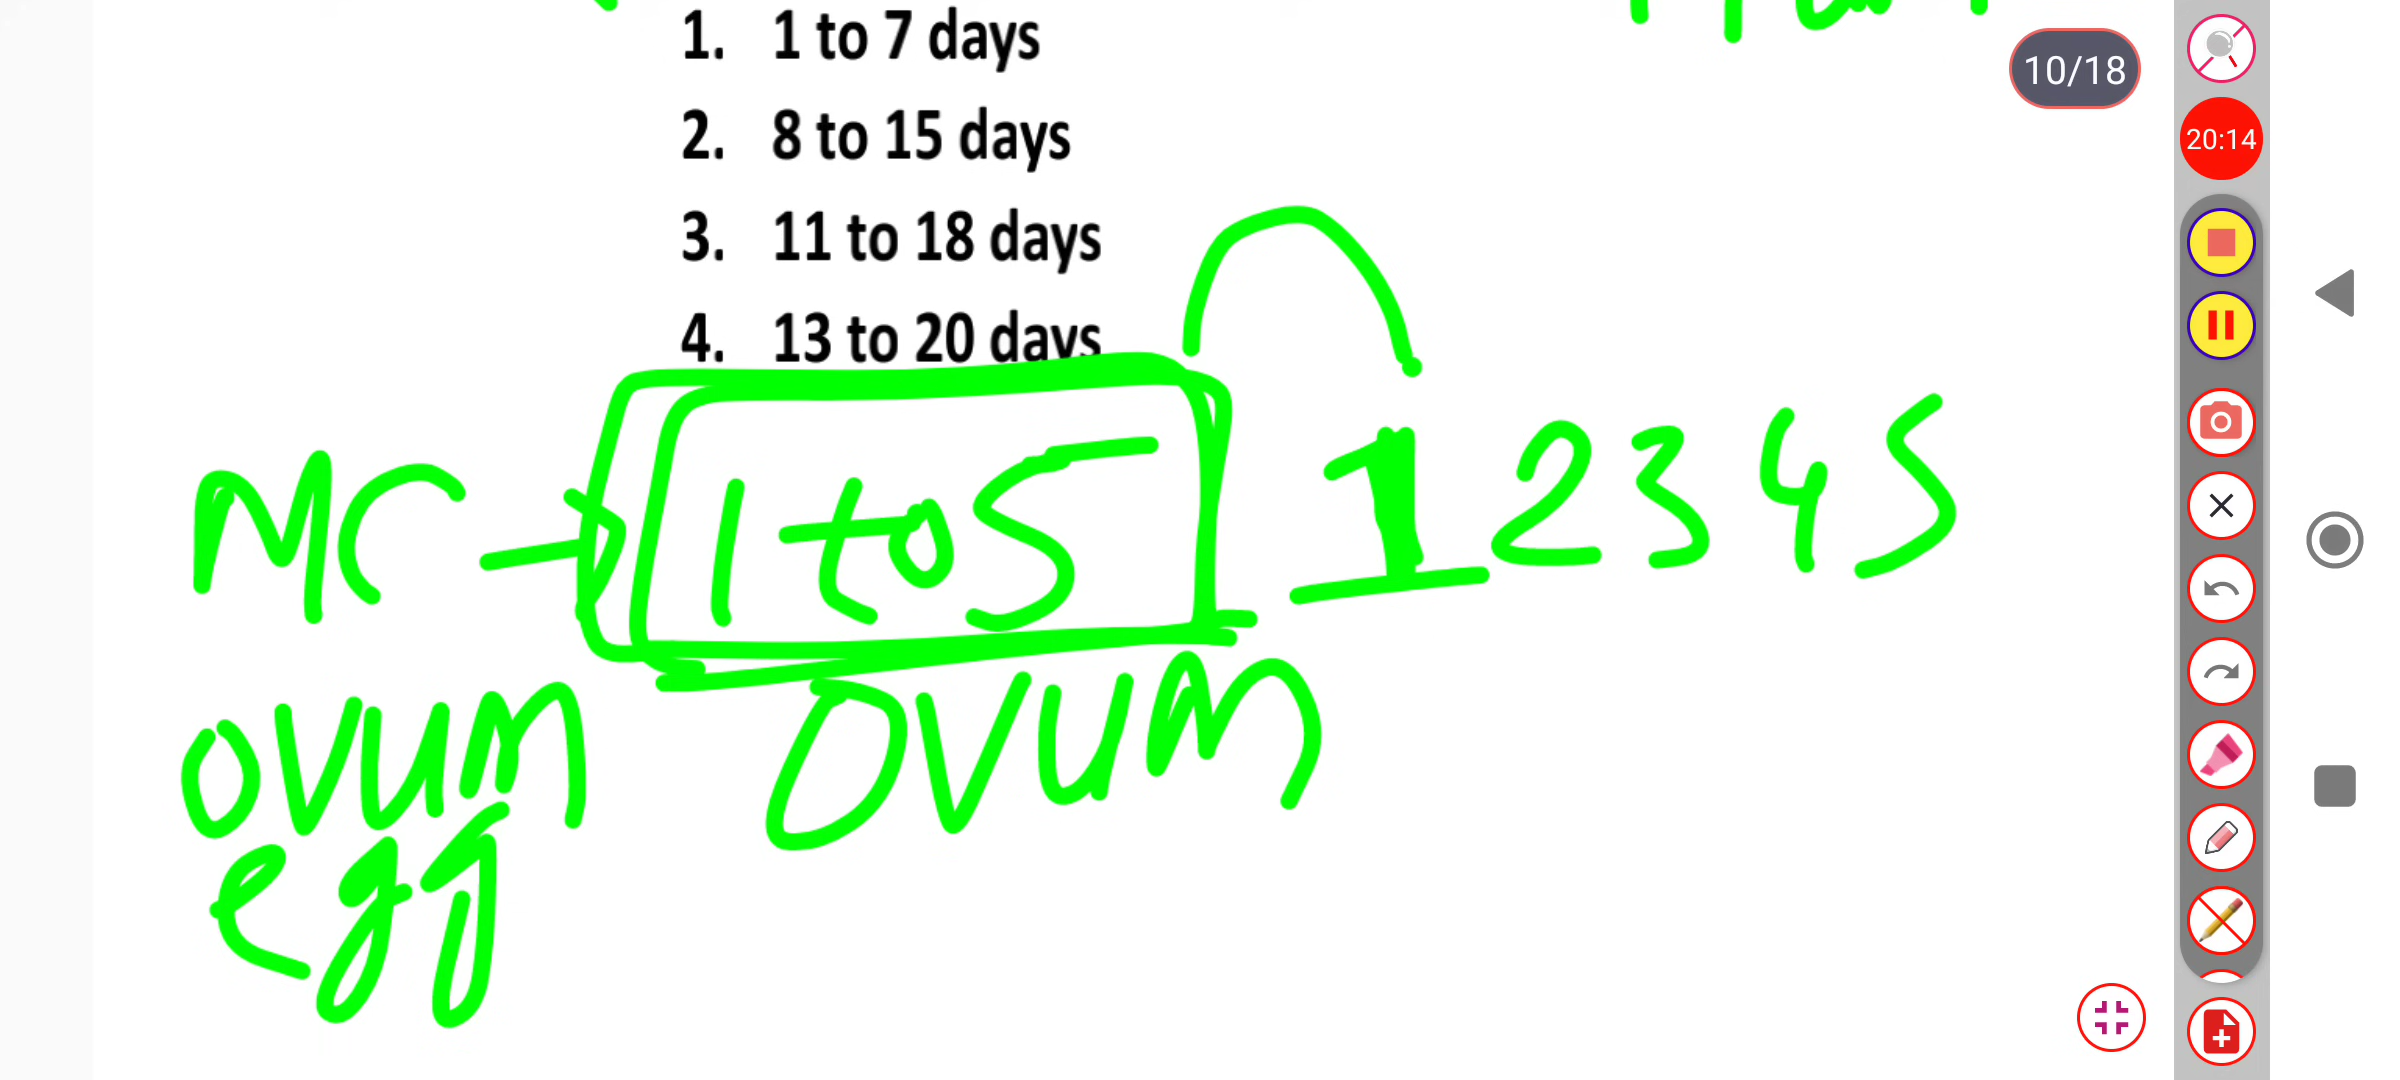 1. 1 to 7 days
10/18
20:14
2. 8 to 15 days
3. 11 to 18 days
4. 13 to 20 days
MC → 1 to 5 1 2 3 4 5
ovum ovum
egg